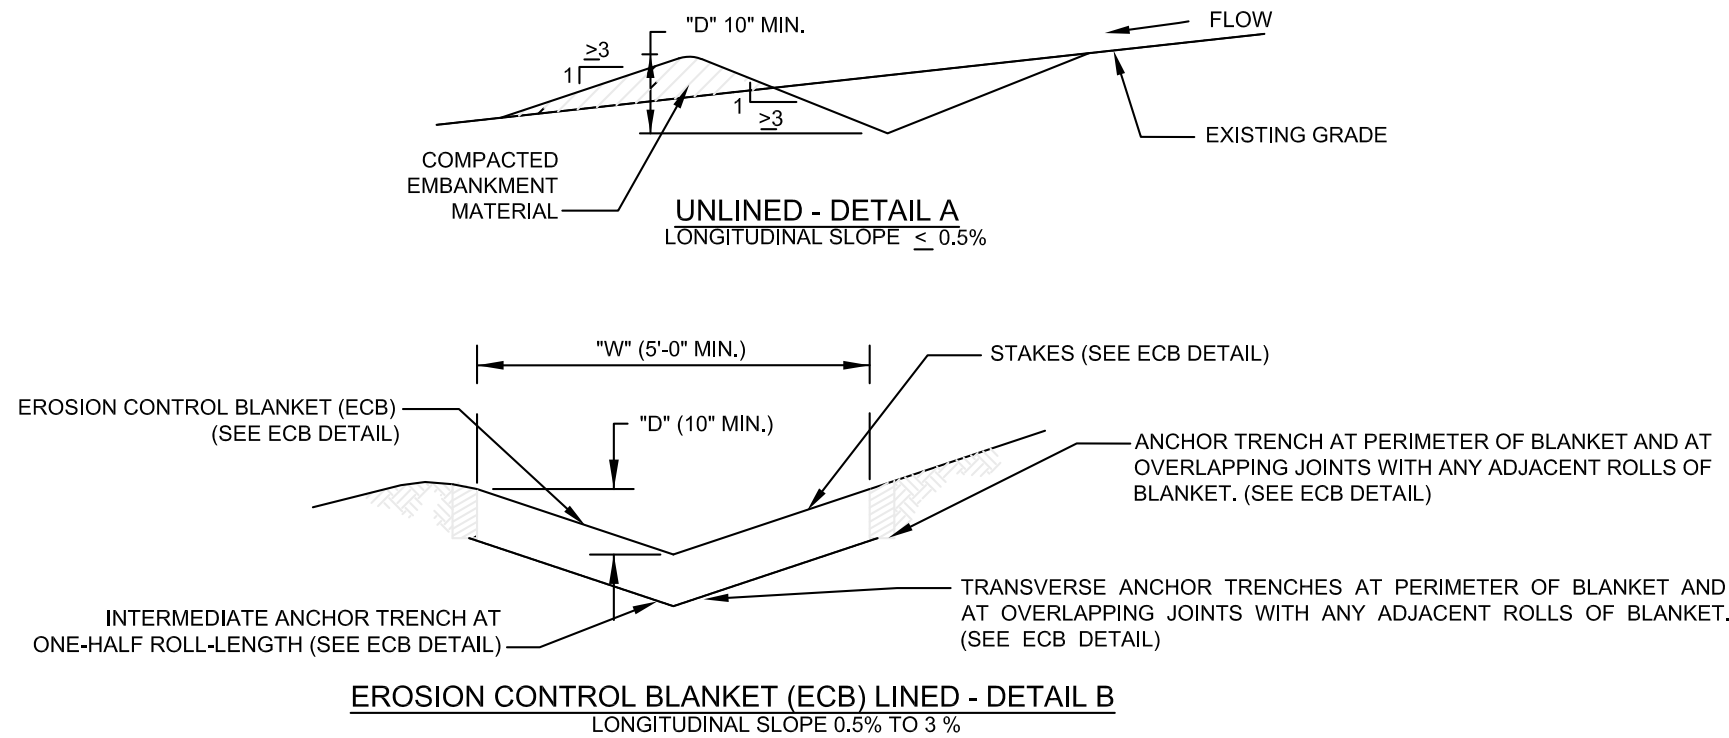 "D" 10" MIN.
FLOW
≥3
1
1
≥3
EXISTING GRADE
COMPACTED
EMBANKMENT
MATERIAL
UNLINED - DETAIL A
LONGITUDINAL SLOPE ≤ 0.5%
"W" (5'-0" MIN.)
STAKES (SEE ECB DETAIL)
EROSION CONTROL BLANKET (ECB)
(SEE ECB DETAIL)
"D" (10" MIN.)
ANCHOR TRENCH AT PERIMETER OF BLANKET AND AT
OVERLAPPING JOINTS WITH ANY ADJACENT ROLLS OF
BLANKET. (SEE ECB DETAIL)
INTERMEDIATE ANCHOR TRENCH AT
ONE-HALF ROLL-LENGTH (SEE ECB DETAIL)
TRANSVERSE ANCHOR TRENCHES AT PERIMETER OF BLANKET AND
AT OVERLAPPING JOINTS WITH ANY ADJACENT ROLLS OF BLANKET.
(SEE ECB DETAIL)
EROSION CONTROL BLANKET (ECB) LINED - DETAIL B
LONGITUDINAL SLOPE 0.5% TO 3 %